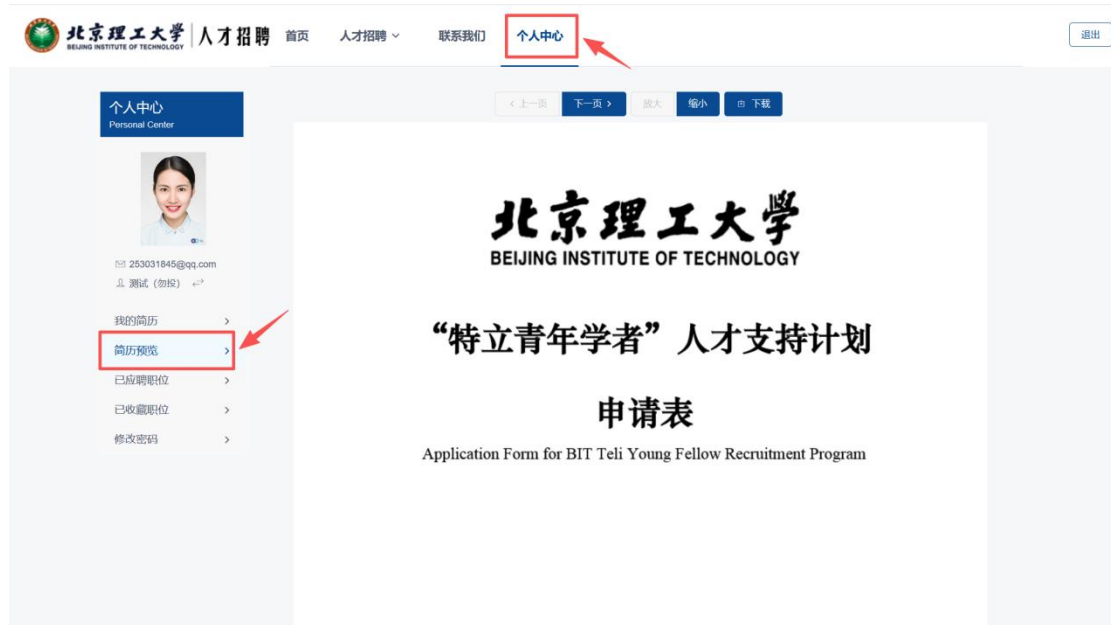 北京理工大学 人才招聘
BEIJING INSTITUTE OF TECHNOLOGY
首页 人才招聘 联系我们 个人中心 退出
个人中心
Personal Center
253031845@qq.com
测试（勿投）
我的简历
简历预览
已应聘职位
已收藏职位
修改密码
< 上一页 下一页 > 放大 缩小 下载
北京理工大学
BEIJING INSTITUTE OF TECHNOLOGY
“特立青年学者”人才支持计划
申请表
Application Form for BIT Teli Young Fellow Recruitment Program